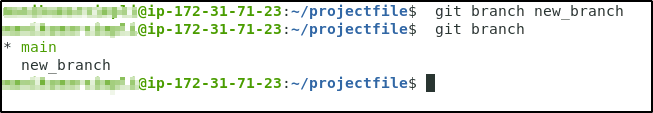 @ip-172-31-71-23:~/projectfile$ git branch new_branch
@ip-172-31-71-23:~/projectfile$ git branch
* main
new_branch
@ip-172-31-71-23:~/projectfile$